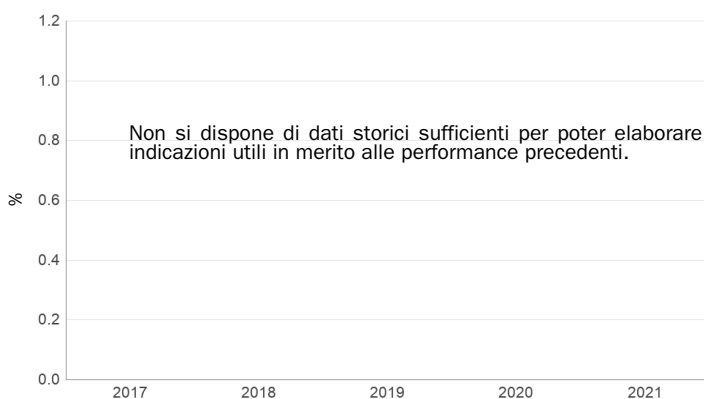 1.2
1.0
Non si dispone di dati storici sufficienti per poter elaborare
0.8
indicazioni utili in merito alle performance precedenti.
%
0.6
0.4
0.2
0.0
2017 2018 2019 2020 2021